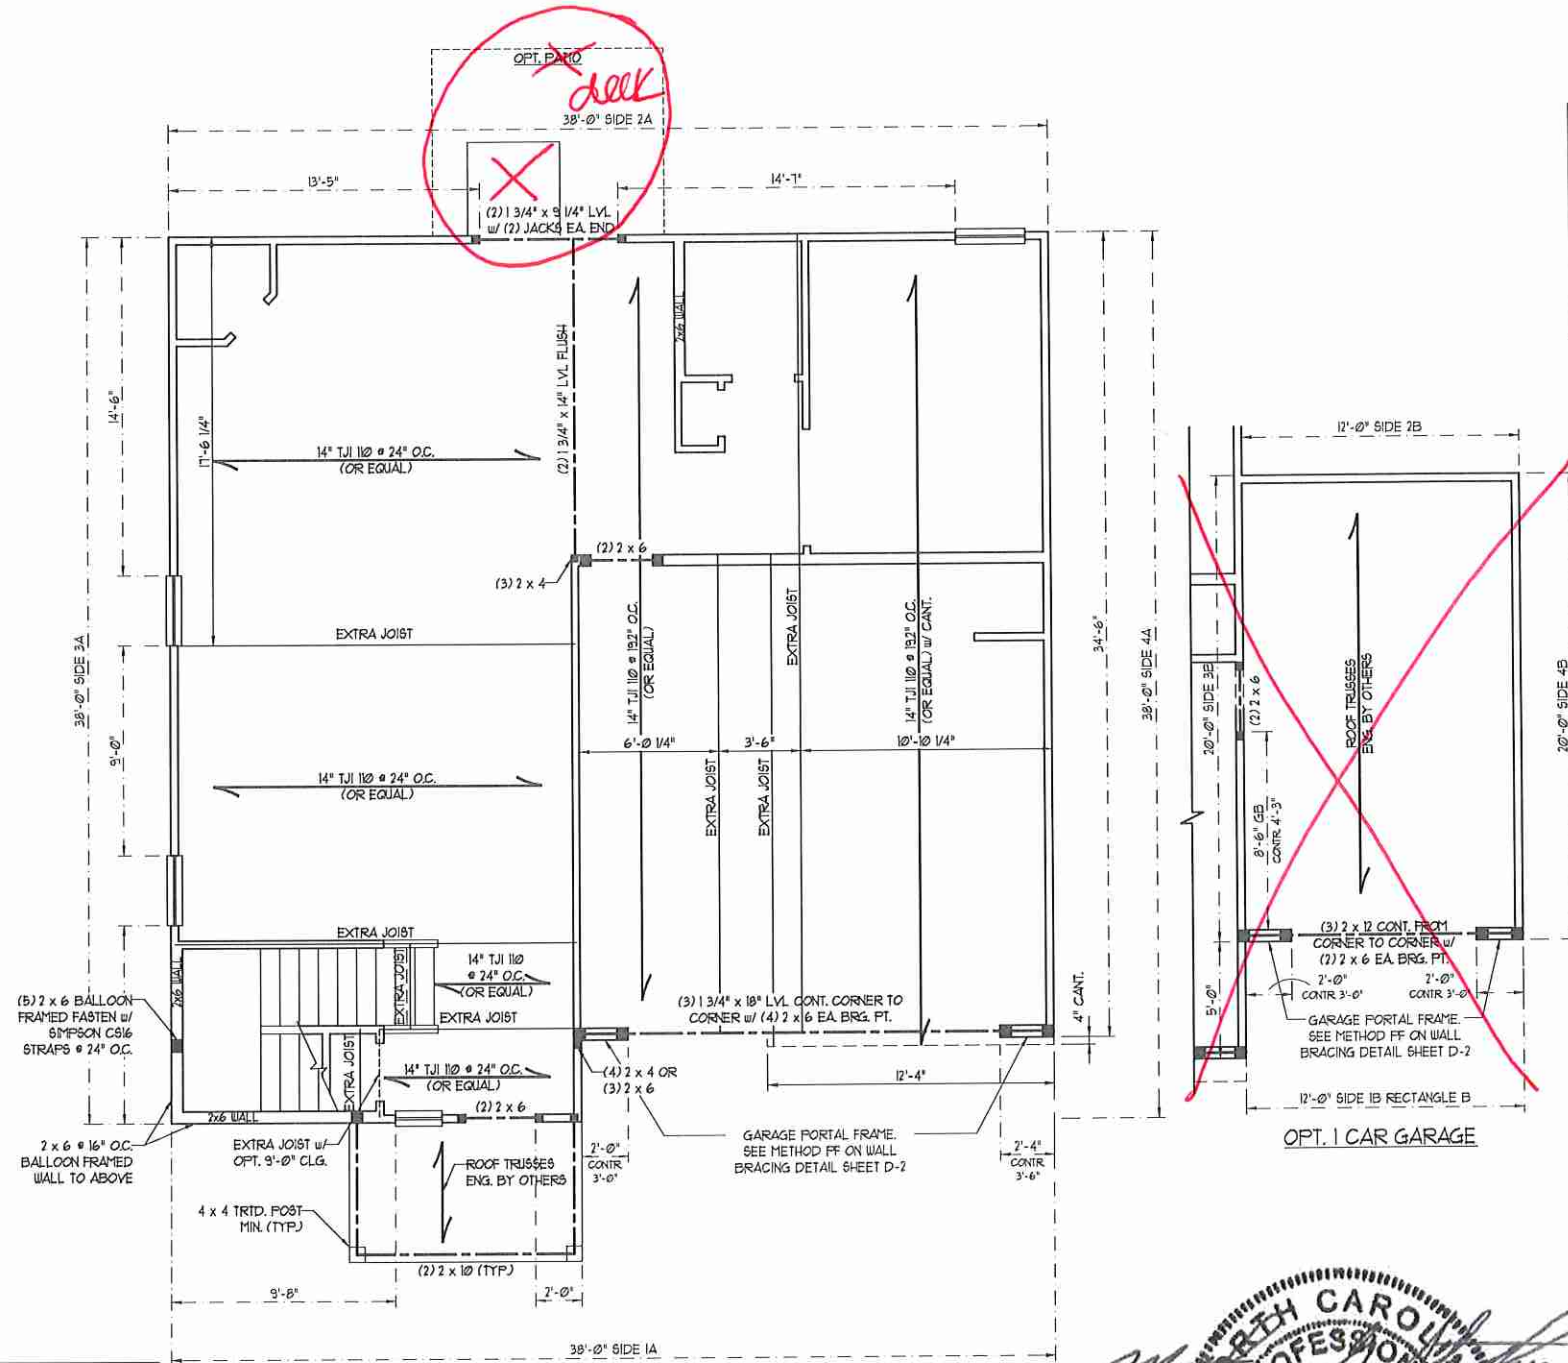 OPT. PATIO
deck
38'-0" SIDE 2A
13'-5"
14'-7"
(2) 1 3/4" x 9 1/4" LVL
w/ (2) JACKS EA. END
2x6 WALL
(2) 1 3/4" x 14" LVL FLUSH
14'-6"
17'-6 1/4"
14" TJI 110 @ 24" O.C.
(OR EQUAL)
12'-0" SIDE 2B
(2) 2 x 6
(3) 2 x 4
EXTRA JOIST
EXTRA JOIST
14" TJI 110 @ 19.2" O.C.
(OR EQUAL)
14" TJI 110 @ 19.2" O.C.
(OR EQUAL) w/ CANT.
34'-6"
38'-0" SIDE 3A
38'-0" SIDE 4A
20'-0" SIDE 3B
(2) 2 x 6
ROOF TRUSSES
ENG. BY OTHERS
20'-0" SIDE 4B
9'-0"
6'-0 1/4"
3'-6"
10'-10 1/4"
14" TJI 110 @ 24" O.C.
(OR EQUAL)
EXTRA JOIST
EXTRA JOIST
8'-6" GB
CONTR. 4'-3"
EXTRA JOIST
(3) 2 x 12 CONT. FROM
CORNER TO CORNER w/
(2) 2 x 6 EA. BRG. PT.
2x6 WALL
EXTRA JOIST
14" TJI 110
@ 24" O.C.
(OR EQUAL)
2'-0"
CONTR 3'-0"
2'-0"
CONTR 3'-0"
5'-0"
(5) 2 x 6 BALLOON
FRAMED FASTEN w/
SIMPSON CS16
STRAPS @ 24" O.C.
EXTRA JOIST
(3) 1 3/4" x 18" LVL CONT. CORNER TO
CORNER w/ (4) 2 x 6 EA. BRG. PT.
4" CANT.
GARAGE PORTAL FRAME.
SEE METHOD PF ON WALL
BRACING DETAIL SHEET D-2
EXTRA JOIST
14" TJI 110 @ 24" O.C.
(OR EQUAL)
(4) 2 x 4 OR
(3) 2 x 6
12'-4"
12'-0" SIDE 1B RECTANGLE B
2x6 WALL
(2) 2 x 6
OPT. 1 CAR GARAGE
2 x 6 @ 16" O.C.
BALLOON FRAMED
WALL TO ABOVE
EXTRA JOIST w/
OPT. 9'-0" CLG.
ROOF TRUSSES
ENG. BY OTHERS
2'-0"
CONTR
3'-0"
GARAGE PORTAL FRAME.
SEE METHOD PF ON WALL
BRACING DETAIL SHEET D-2
2'-4"
CONTR
3'-6"
4 x 4 TRTD. POST
MIN. (TYP.)
(2) 2 x 10 (TYP.)
9'-8"
2'-0"
38'-0" SIDE 1A